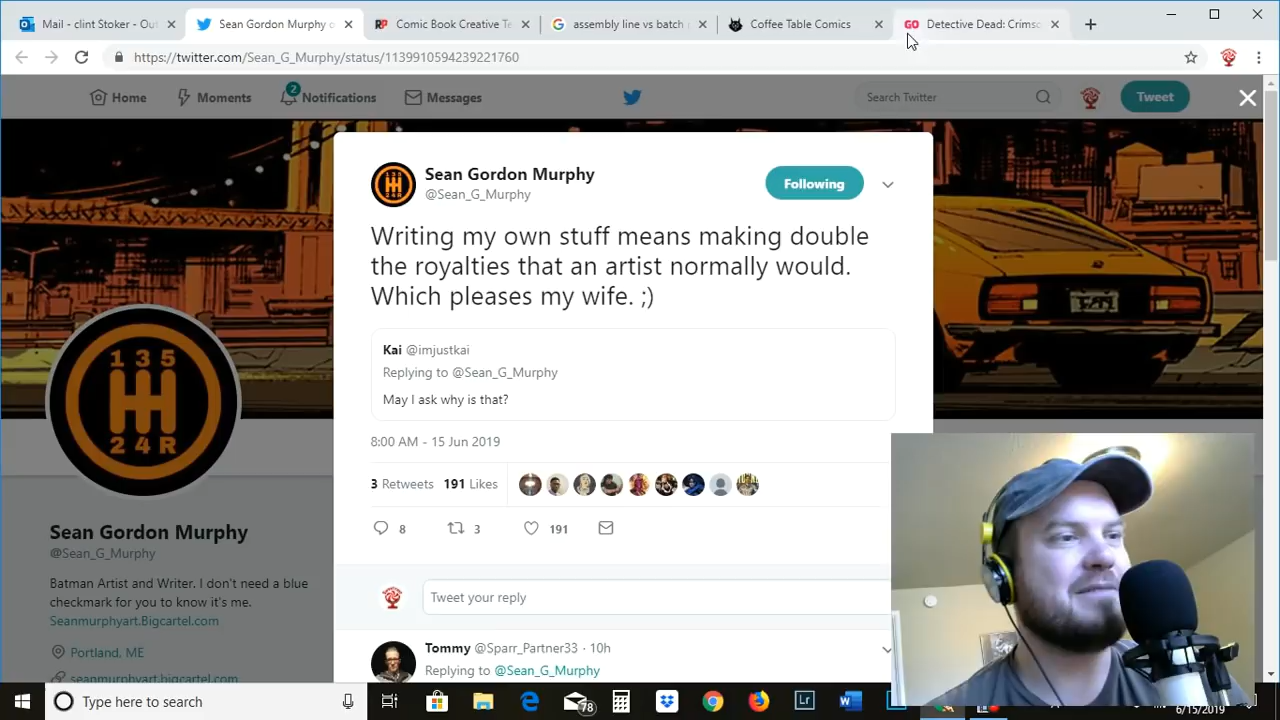 Mail - clint Stoker - Out
Sean Gordon Murphy o
Comic Book Creative Te
assembly line vs batch
Coffee Table Comics
Detective Dead: Crimso
https://twitter.com/Sean_G_Murphy/status/1139910594239221760
Home
Moments
2
Notifications
Messages
Search Twitter
Tweet
Sean Gordon Murphy
@Sean_G_Murphy
Following
Writing my own stuff means making double
the royalties that an artist normally would.
Which pleases my wife. ;)
Kai @imjustkai
Replying to @Sean_G_Murphy
May I ask why is that?
8:00 AM - 15 Jun 2019
3 Retweets 191 Likes
8 3 191
Tweet your reply
Tommy @Sparr_Partner33 · 10h
Replying to @Sean_G_Murphy
1 3 5
2 4 R
Sean Gordon Murphy
@Sean_G_Murphy
Batman Artist and Writer. I don't need a blue
checkmark for you to know it's me.
Seanmurphyart.Bigcartel.com
Portland, ME
seanmurphyart.bigcartel.com
Type here to search
78
Lr
6/15/2019